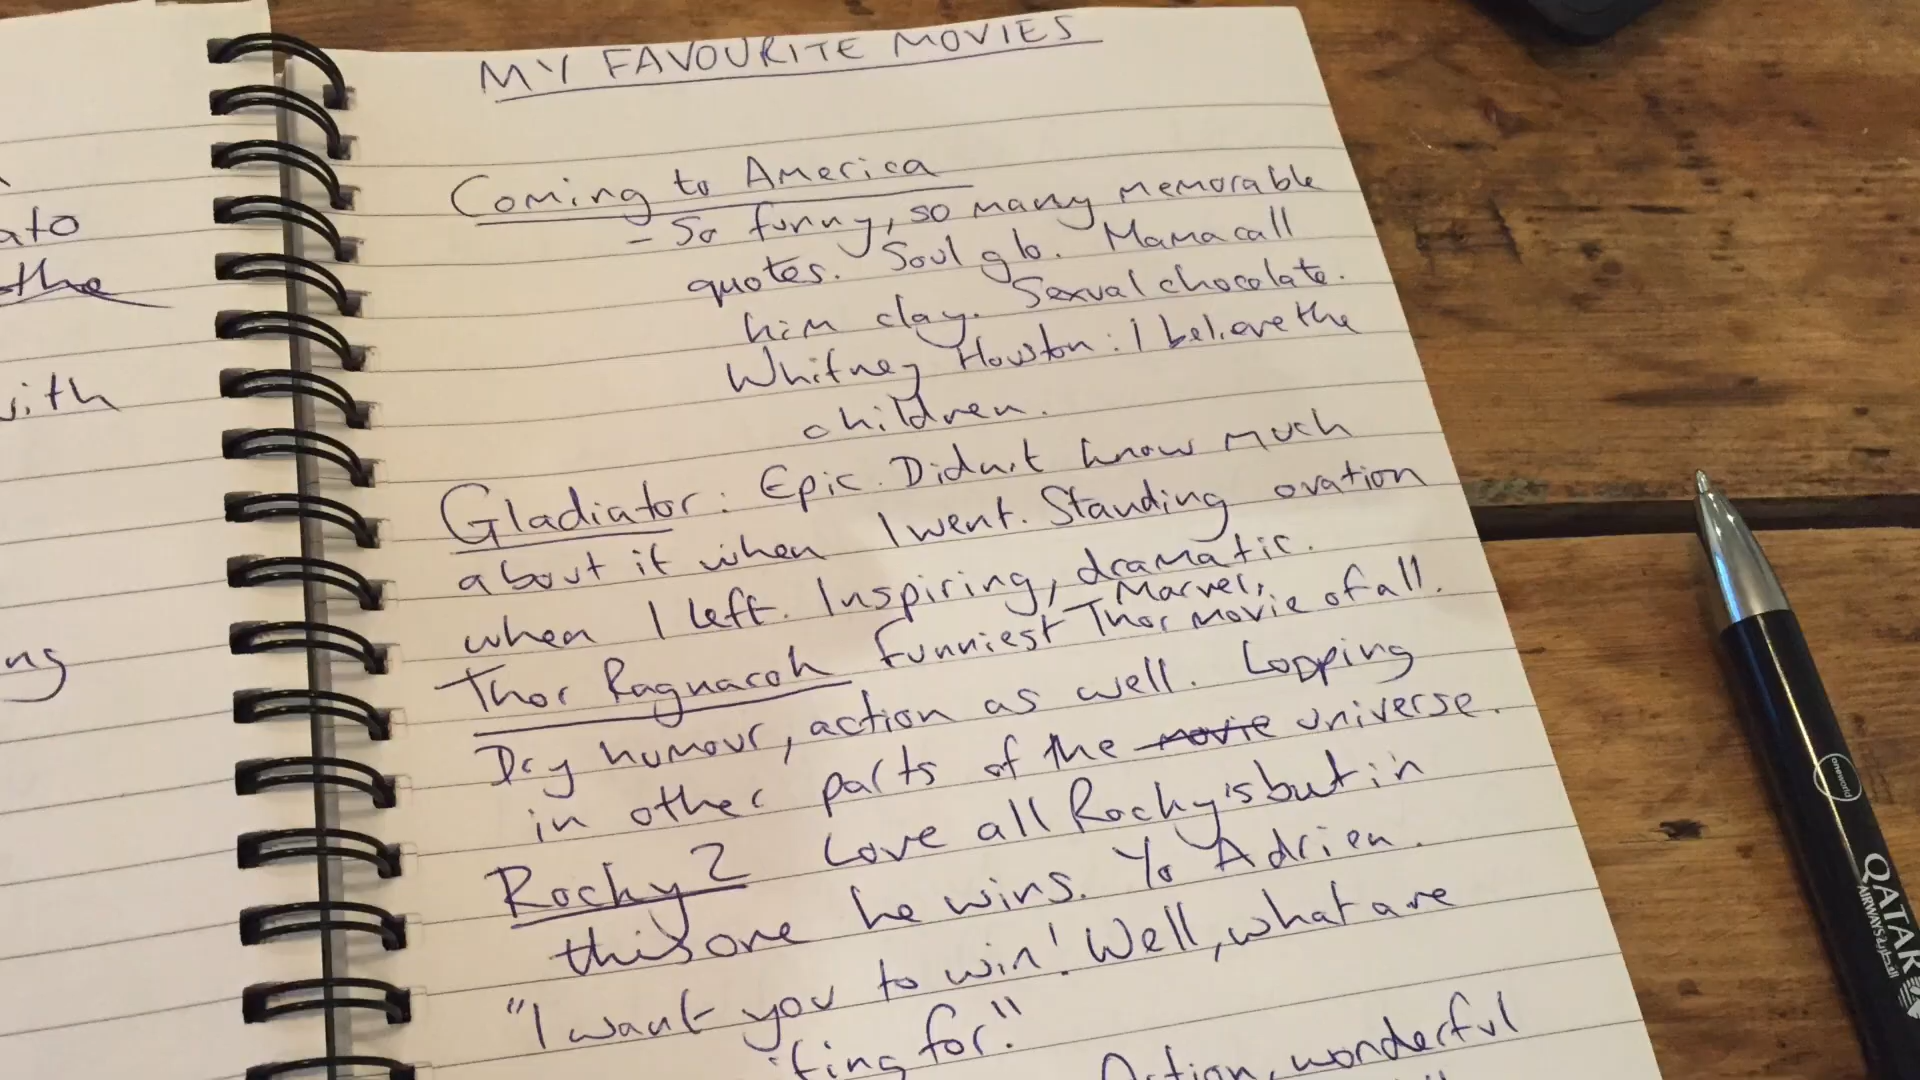 MY FAVOURITE MOVIES
Coming to America
- So funny, so many memorable
quotes. Soul glo. Mama call
him clay. Sexual chocolate.
Whitney Houston: I believe the
children.
Gladiator: Epic. Didn't know much
about it when I went. Standing ovation
when I left. Inspiring, dramatic.
Marvel,
Thor Ragnarok funniest Thor movie of all.
Dry humour, action as well. Lopping
in other parts of the movie universe.
Rocky 2 Love all Rocky's but in
this one he wins. Yo Adrien.
"I want you to win! Well, what are
for."
Action, wonderful
ato
the
with
ng
oneworld
QATAR
AIRWAYS القطرية